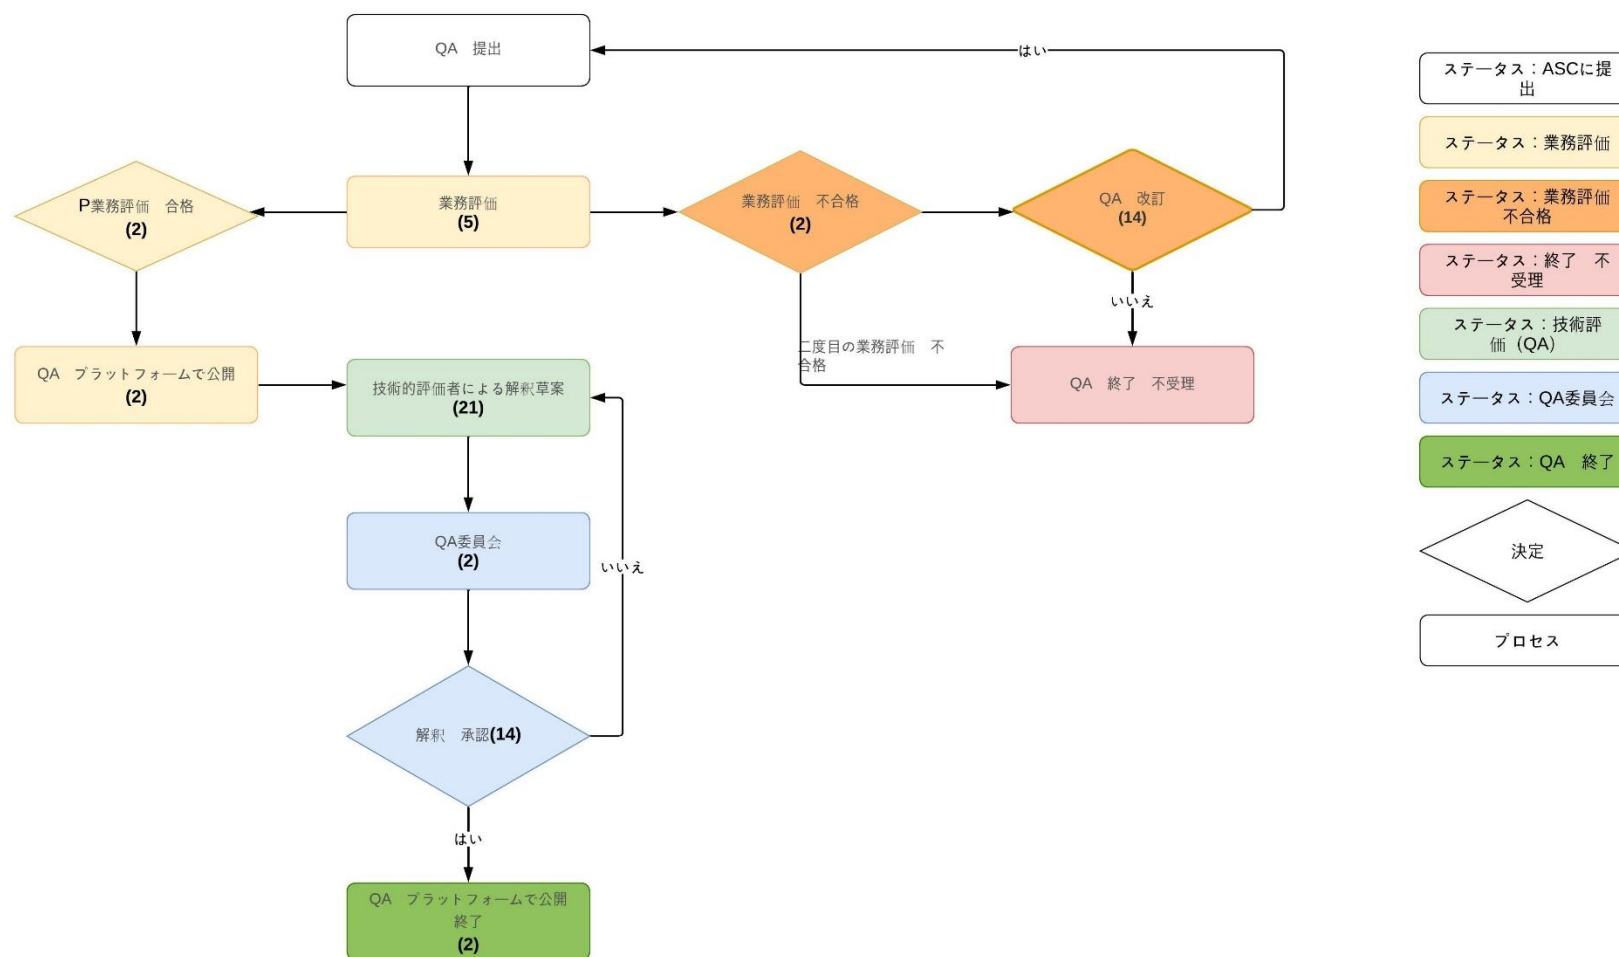 QA　提出
はい
P業務評価　合格
(2)
業務評価
(5)
業務評価　不合格
(2)
QA　改訂
(14)
いいえ
二度目の業務評価　不
合格
QA　終了　不受理
QA　プラットフォームで公開
(2)
技術的評価者による解釈草案
(21)
QA委員会
(2)
いいえ
解釈　承認(14)
はい
QA　プラットフォームで公開
終了
(2)
ステータス：ASCに提
出
ステータス：業務評価
ステータス：業務評価
不合格
ステータス：終了　不
受理
ステータス：技術評
価（QA）
ステータス：QA委員会
ステータス：QA　終了
決定
プロセス